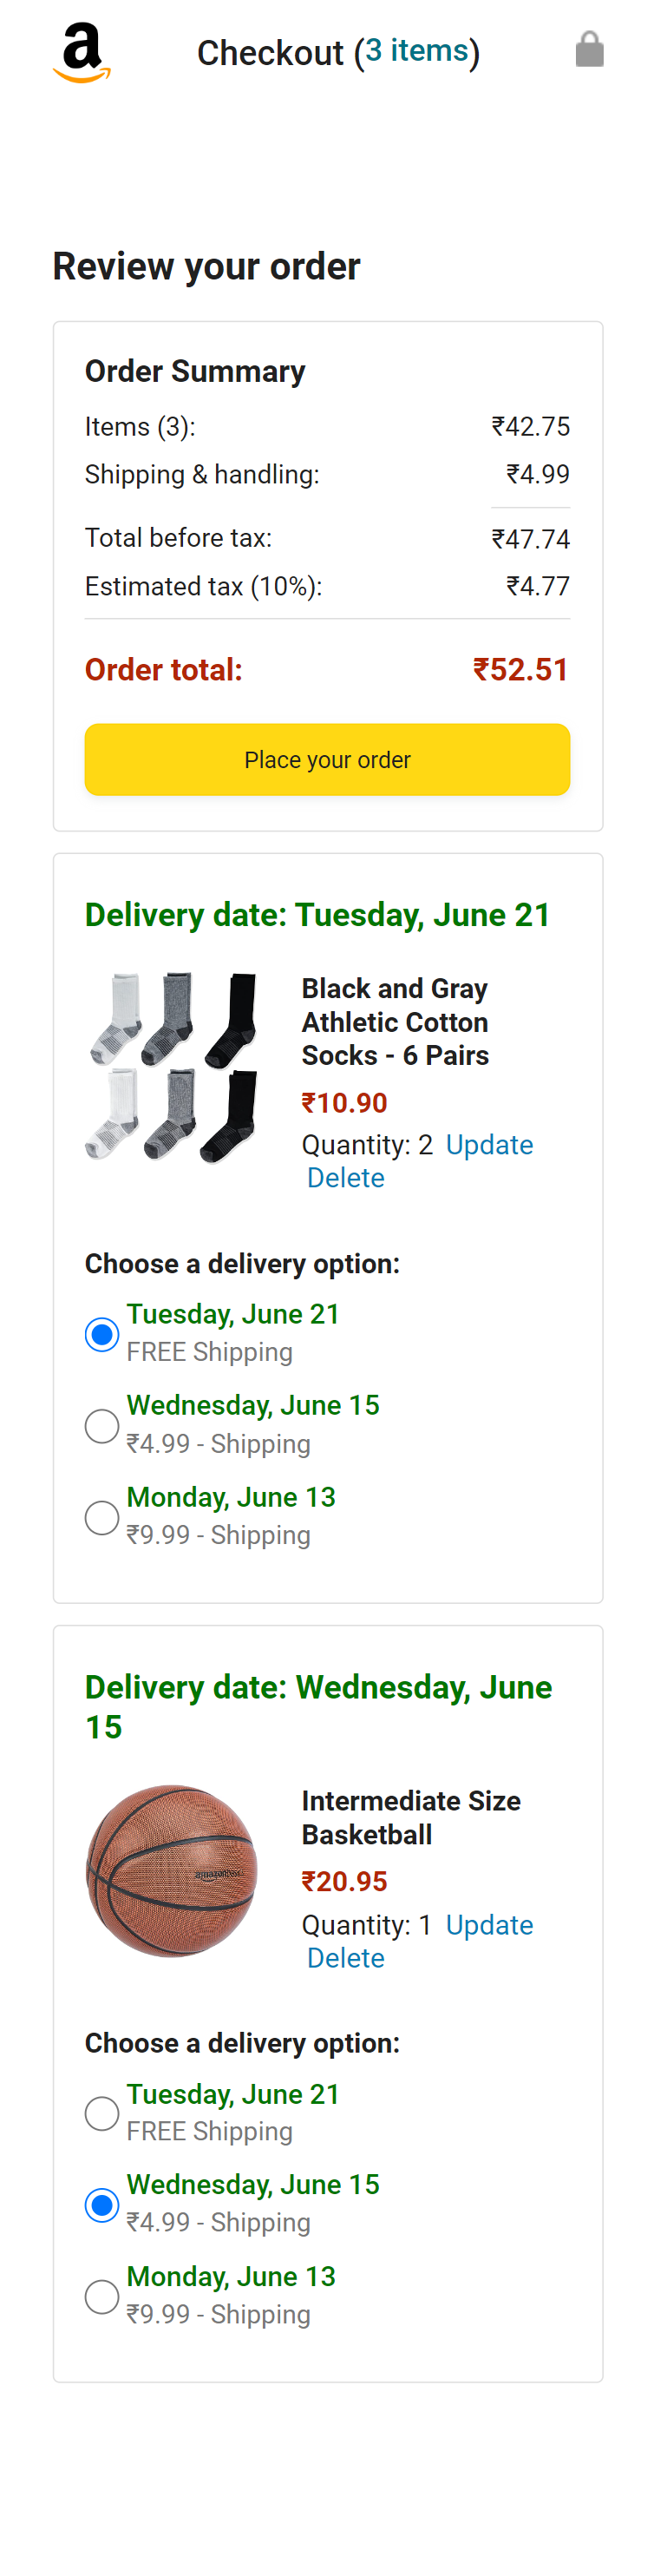 Checkout (3 items)
Review your order
Order Summary
Items (3): ₹42.75
Shipping & handling: ₹4.99
Total before tax: ₹47.74
Estimated tax (10%): ₹4.77
Order total: ₹52.51
Place your order
Delivery date: Tuesday, June 21
Black and Gray
Athletic Cotton
Socks - 6 Pairs
₹10.90
Quantity: 2 Update
Delete
Choose a delivery option:
Tuesday, June 21
FREE Shipping
Wednesday, June 15
₹4.99 - Shipping
Monday, June 13
₹9.99 - Shipping
Delivery date: Wednesday, June
15
Intermediate Size
Basketball
₹20.95
Quantity: 1 Update
Delete
Choose a delivery option:
Tuesday, June 21
FREE Shipping
Wednesday, June 15
₹4.99 - Shipping
Monday, June 13
₹9.99 - Shipping